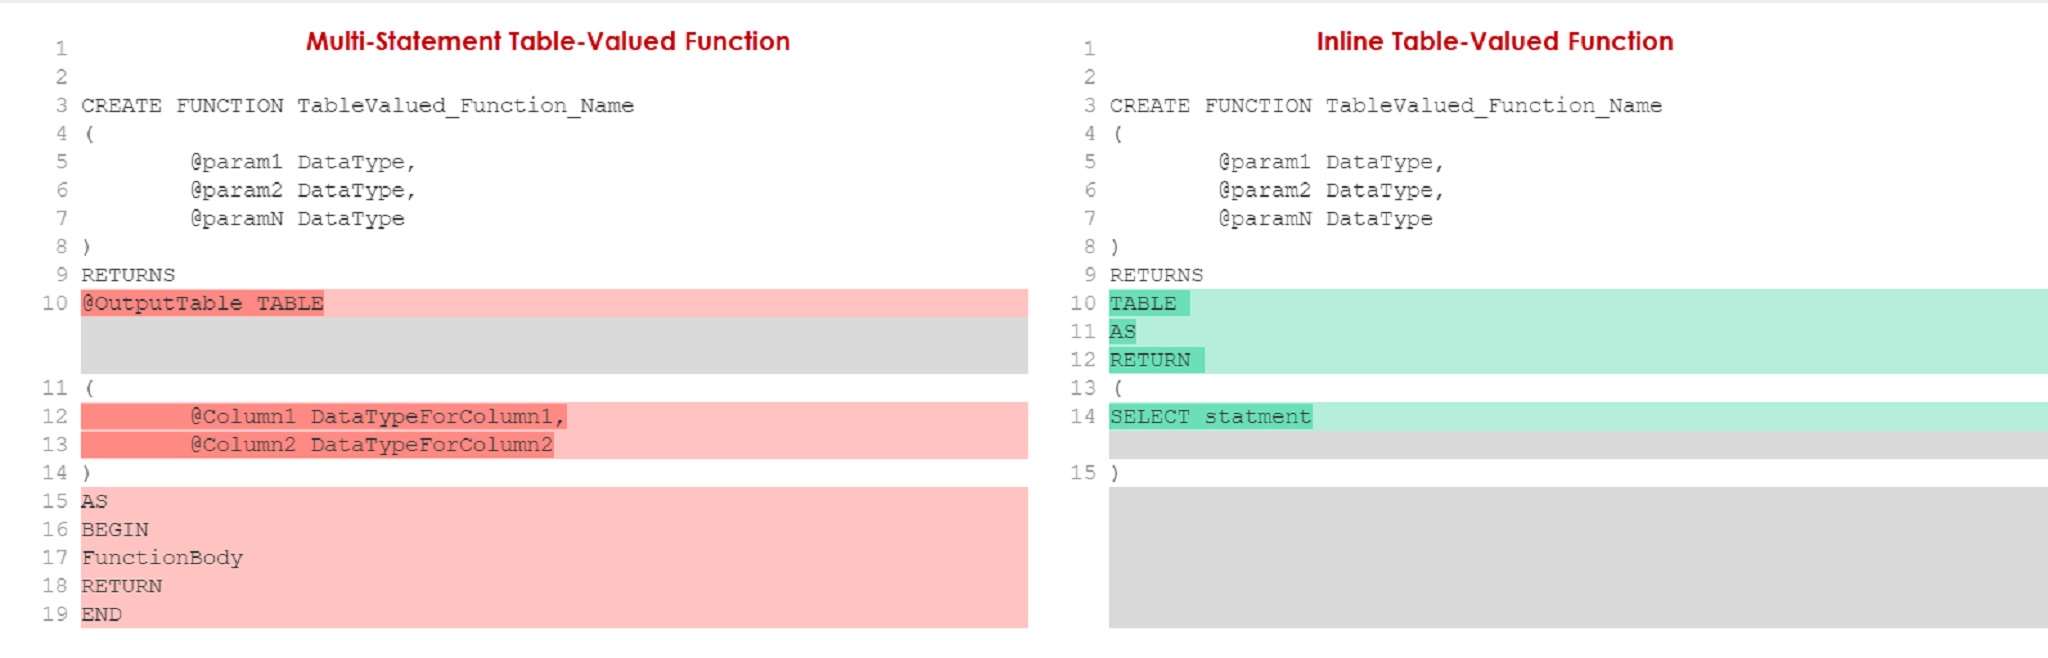 Multi-Statement Table-Valued Function
1
2
3 CREATE FUNCTION TableValued_Function_Name
4 (
5 @param1 DataType,
6 @param2 DataType,
7 @paramN DataType
8 )
9 RETURNS
10 @OutputTable TABLE
11 (
12 @Column1 DataTypeForColumn1,
13 @Column2 DataTypeForColumn2
14 )
15 AS
16 BEGIN
17 FunctionBody
18 RETURN
19 END
Inline Table-Valued Function
1
2
3 CREATE FUNCTION TableValued_Function_Name
4 (
5 @param1 DataType,
6 @param2 DataType,
7 @paramN DataType
8 )
9 RETURNS
10 TABLE
11 AS
12 RETURN
13 (
14 SELECT statment
15 )